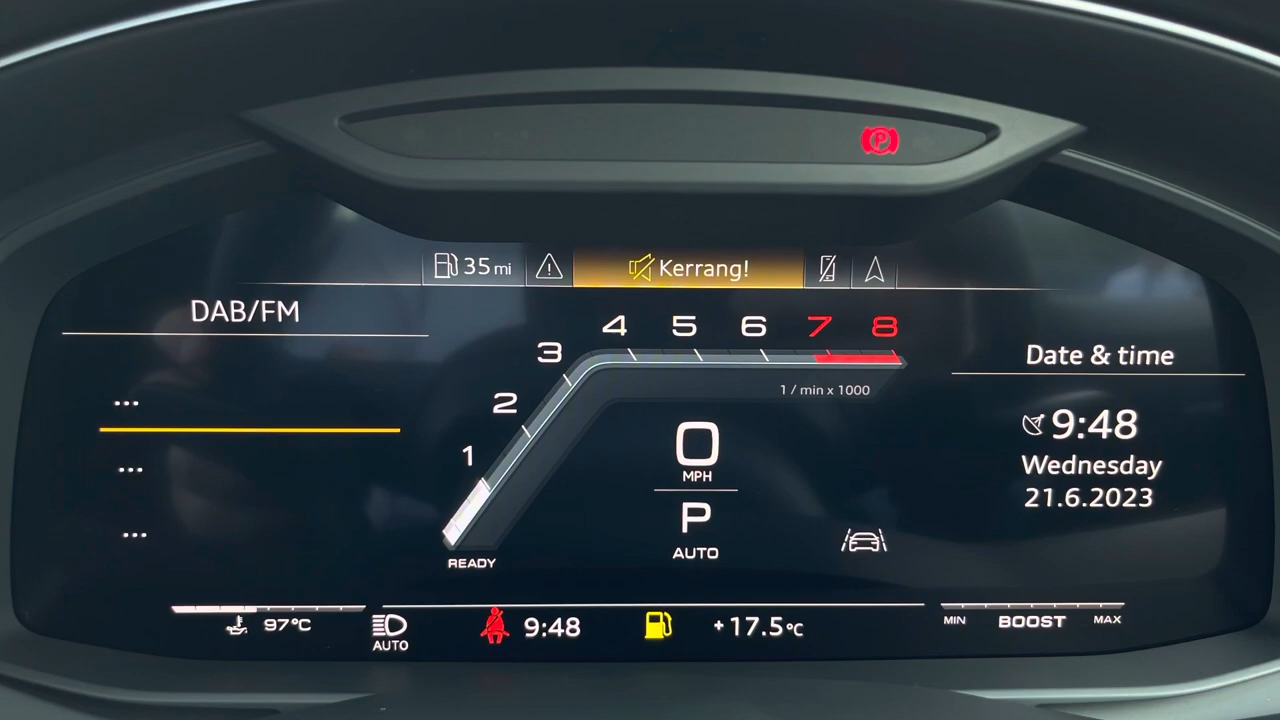 P
35 mi
Kerrang!
DAB/FM
...
...
...
1 2 3 4 5 6 7 8
1 / min x 1000
0
MPH
P
AUTO
READY
Date & time
9:48
Wednesday
21.6.2023
97°C
AUTO
9:48
+17.5°C
MIN BOOST MAX